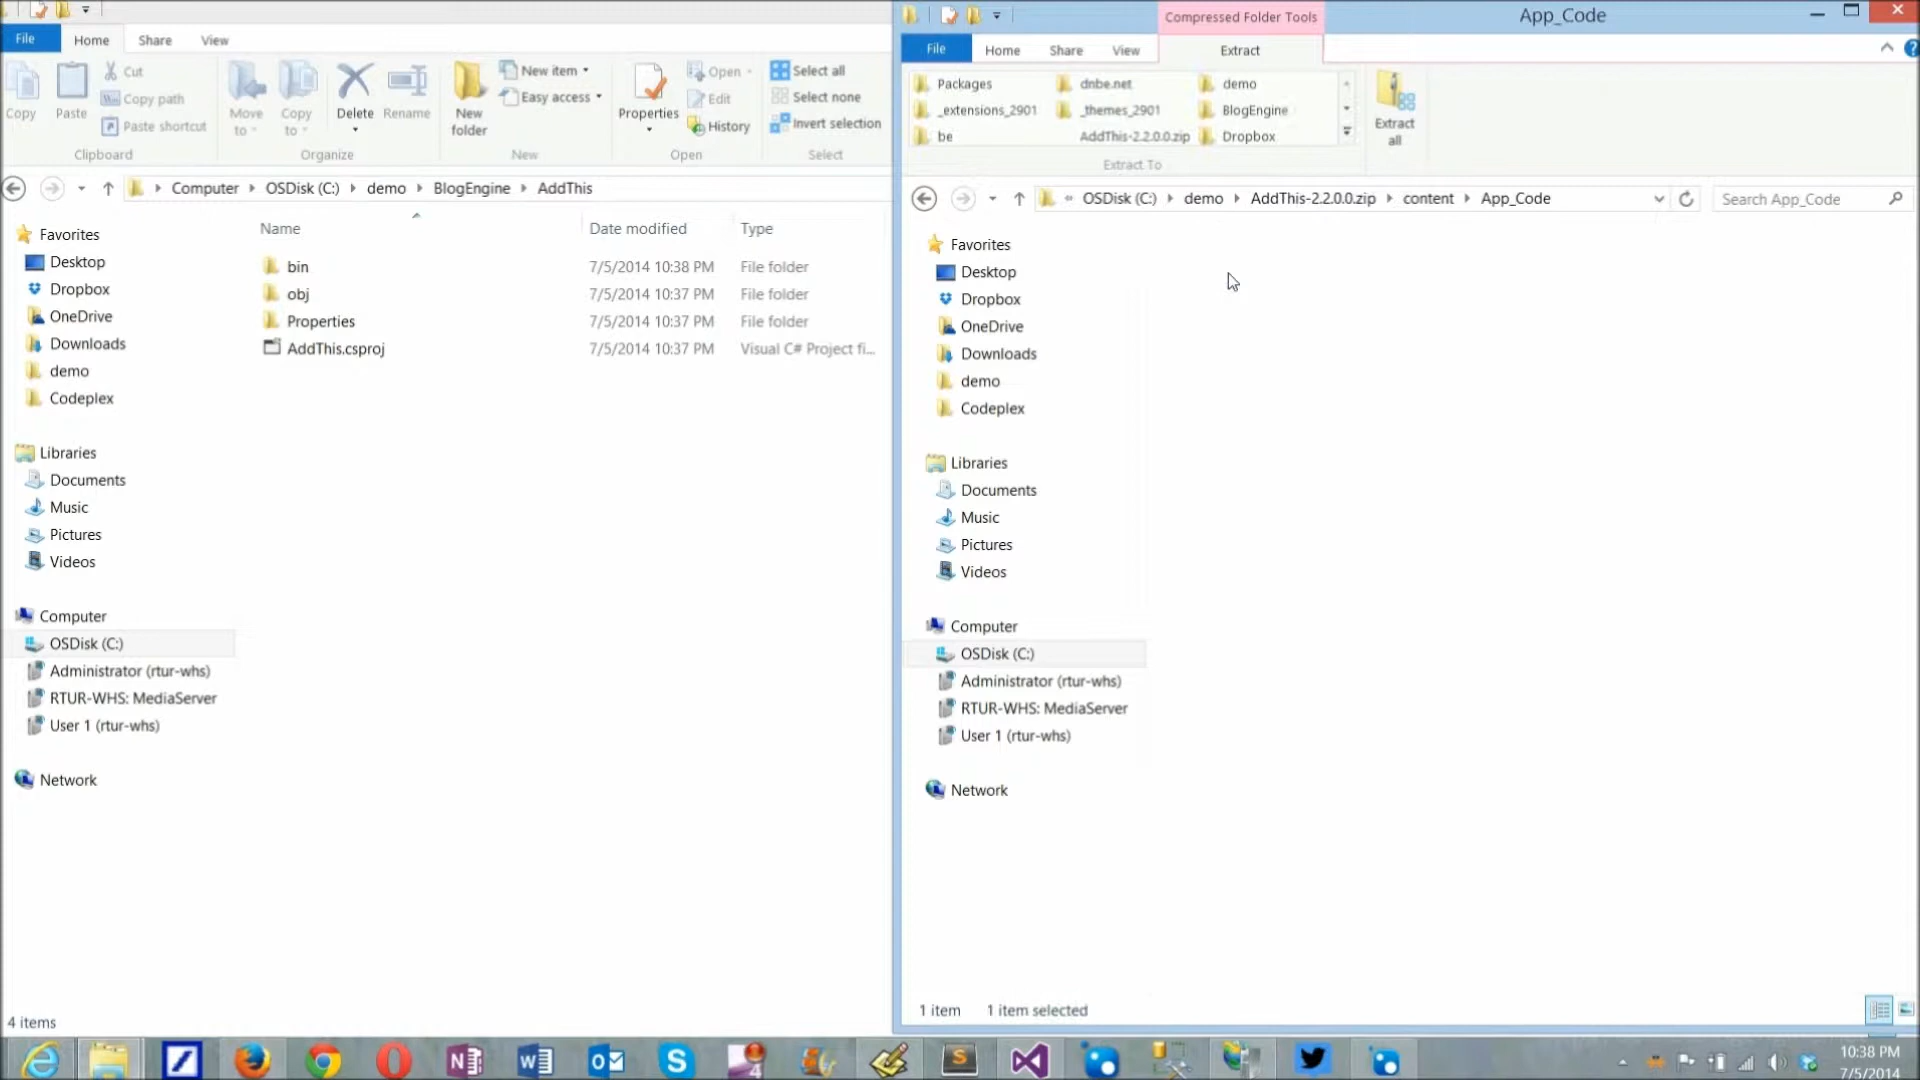 File
Home
Share
View
Copy
Paste
Cut
Copy path
Paste shortcut
Clipboard
Move
to
Copy
to
Delete
Rename
Organize
New
folder
New item
Easy access
New
Properties
Open
Edit
History
Open
Select all
Select none
Invert selection
Select
Computer
OSDisk (C:)
demo
BlogEngine
AddThis
Name
Date modified
Type
bin
7/5/2014 10:38 PM
File folder
obj
7/5/2014 10:37 PM
File folder
Properties
7/5/2014 10:37 PM
File folder
AddThis.csproj
7/5/2014 10:37 PM
Visual C# Project fi...
Favorites
Desktop
Dropbox
OneDrive
Downloads
demo
Codeplex
Libraries
Documents
Music
Pictures
Videos
Computer
OSDisk (C:)
Administrator (rtur-whs)
RTUR-WHS: MediaServer
User 1 (rtur-whs)
Network
4 items
Compressed Folder Tools
App_Code
File
Home
Share
View
Extract
Packages
dnbe.net
demo
_extensions_2901
_themes_2901
BlogEngine
be
AddThis-2.2.0.0.zip
Dropbox
Extract To
Extract
all
OSDisk (C:)
demo
AddThis-2.2.0.0.zip
content
App_Code
Search App_Code
Favorites
Desktop
Dropbox
OneDrive
Downloads
demo
Codeplex
Libraries
Documents
Music
Pictures
Videos
Computer
OSDisk (C:)
Administrator (rtur-whs)
RTUR-WHS: MediaServer
User 1 (rtur-whs)
Network
1 item
1 item selected
10:38 PM
7/5/2014